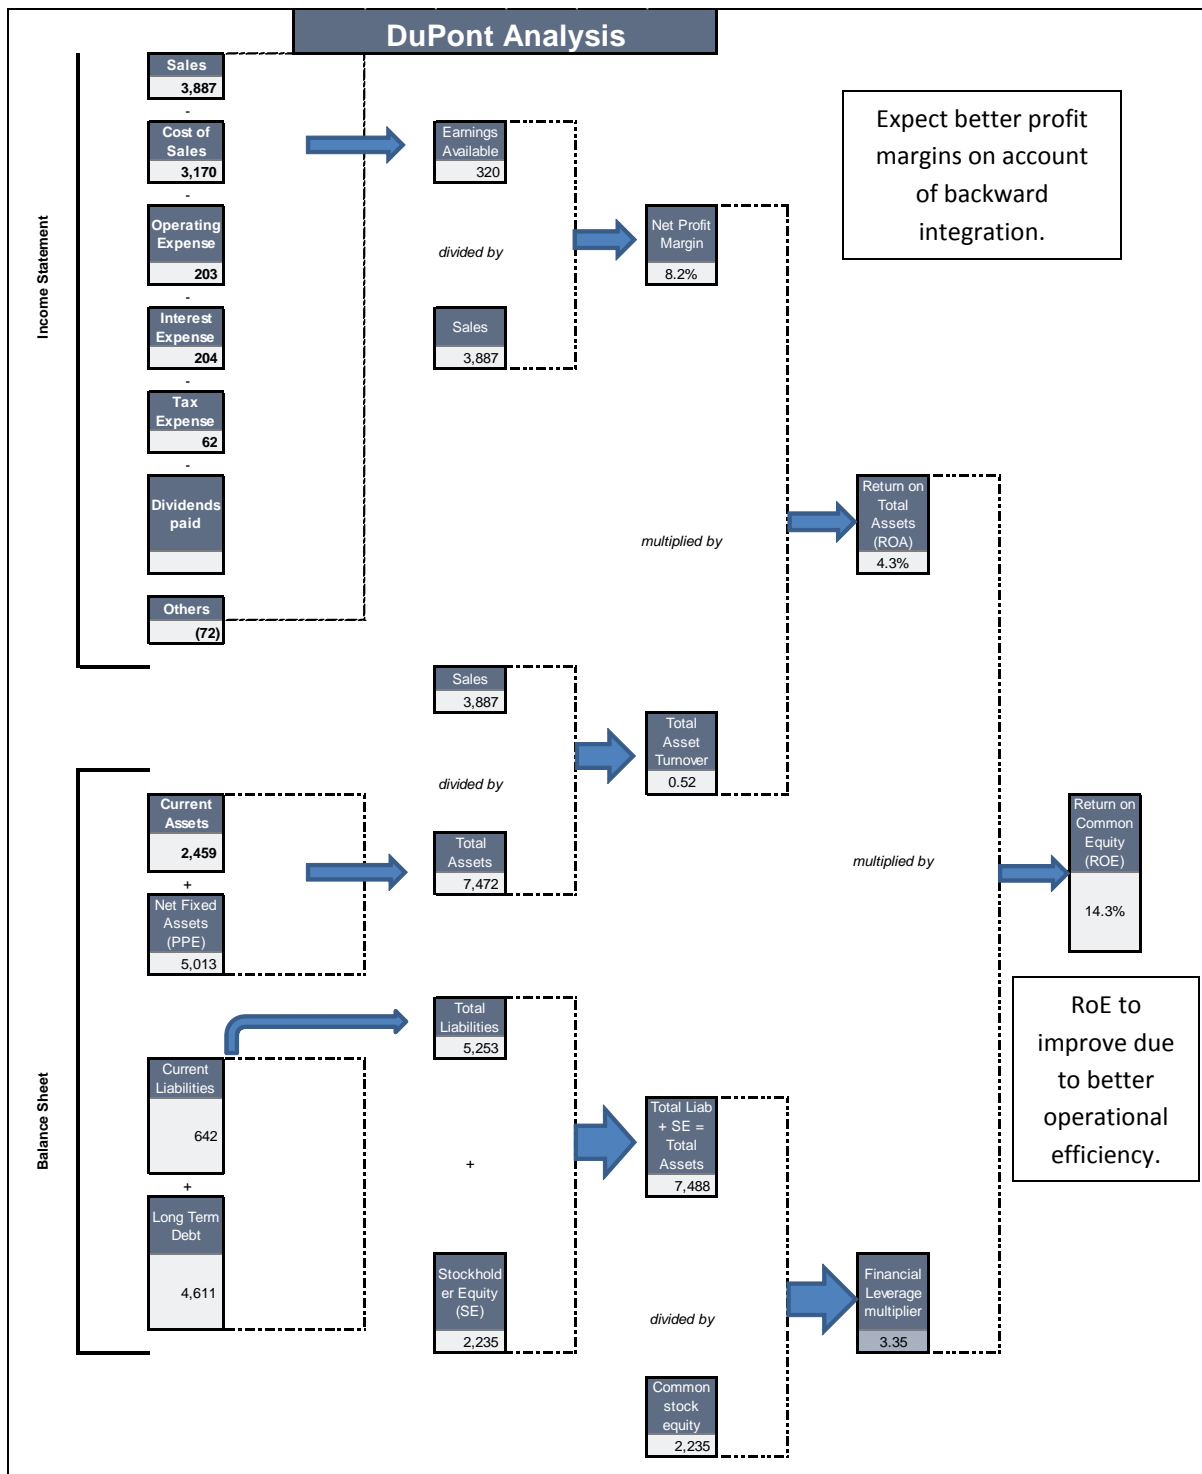 DuPont Analysis
Income Statement
Sales
3,887
-
Cost of
Sales
3,170
-
Operating
Expense
203
-
Interest
Expense
204
-
Tax
Expense
62
-
Dividends
paid
Others
(72)
Earnings
Available
320
divided by
Sales
3,887
Net Profit
Margin
8.2%
Expect better profit
margins on account
of backward
integration.
multiplied by
Return on
Total
Assets
(ROA)
4.3%
Sales
3,887
divided by
Total
Assets
7,472
Total
Asset
Turnover
0.52
Balance Sheet
Current
Assets
2,459
+
Net Fixed
Assets
(PPE)
5,013
multiplied by
Return on
Common
Equity
(ROE)
14.3%
RoE to
improve due
to better
operational
efficiency.
Current
Liabilities
642
+
Long Term
Debt
4,611
Total
Liabilities
5,253
+
Stockhold
er Equity
(SE)
2,235
Total Liab
+ SE =
Total
Assets
7,488
divided by
Common
stock
equity
2,235
Financial
Leverage
multiplier
3.35